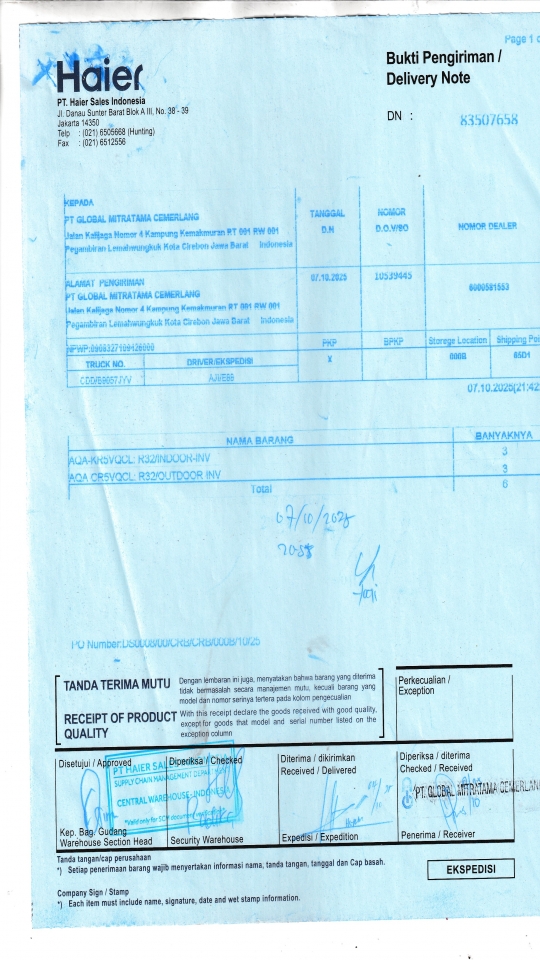 Page 1
Haier
Bukti Pengiriman /
Delivery Note
PT. Haier Sales Indonesia
Jl. Danau Sunter Barat Blok A III, No. 38 - 39
Jakarta 14350
Telp : (021) 6505668 (Hunting)
Fax : (021) 6512556
DN : 83507658
KEPADA
PT GLOBAL MITRATAMA CEMERLANG
Jalan Kalijaga Nomor 4 Kampung Kemakmuran RT 001 RW 001
Pegambiran Lemahwungkuk Kota Cirebon Jawa Barat Indonesia
TANGGAL
D.N
NOMOR
D.O.V/SO
NOMOR DEALER
ALAMAT PENGIRIMAN
PT GLOBAL MITRATAMA CEMERLANG
Jalan Kalijaga Nomor 4 Kampung Kemakmuran RT 001 RW 001
Pegambiran Lemahwungkuk Kota Cirebon Jawa Barat Indonesia
07.10.2025
10539445
TRUCK NO.
DRIVER/EKSPEDISI
PKP
X
BPKP
Storege Location
000B
Shipping
05D1
07.10.2025(21:42
NAMA BARANG
BANYAKNYA
AQA-KR5VQCL: R32/INDOOR-INV 3
AQA CR5VQCL: R32/OUTDOOR INV 3
Total 6
PO Number:DS0008/00/CRB/CRB/000B/10/25
TANDA TERIMA MUTU
Dengan lembaran ini juga, menyatakan bahwa barang yang diterima
tidak bermasalah secara manajemen mutu, kecuali barang yang
model dan nomor serinya tertera pada kolom pengecualian
RECEIPT OF PRODUCT
QUALITY
With this receipt declare the goods received with good quality,
except for goods that model and serial number listed on the
exception column
Perkecualian /
Exception
Disetujui / Approved
Diperiksa / Checked
Diterima / dikirimkan
Received / Delivered
Diperiksa / diterima
Checked / Received
PT HAIER SALES
SUPPLY CHAIN MANAGEMENT
CENTRAL WAREHOUSE-INDONESIA
PT. GLOBAL MITRATAMA CEMERLANG
Kep. Bag. Gudang
Warehouse Section Head
Security Warehouse
Expedisi / Expedition
Penerima / Receiver
Tanda tangan/cap perusahaan
*) Setiap penerimaan barang wajib menyertakan informasi nama, tanda tangan, tanggal dan Cap basah.
EKSPEDISI
Company Sign / Stamp
*) Each item must include name, signature, date and wet stamp information.